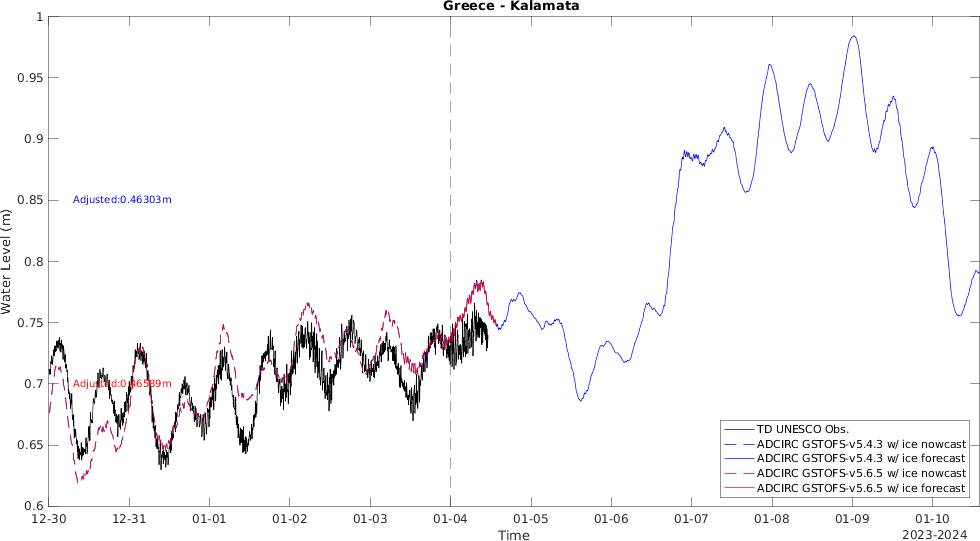 Greece - Kalamata
1
0.95
0.9
0.85
0.8
0.75
0.7
0.65
0.6
Water Level (m)
Adjusted:0.46303m
Adjusted:0.46589m
TD UNESCO Obs.
ADCIRC GSTOFS-v5.4.3 w/ ice nowcast
ADCIRC GSTOFS-v5.4.3 w/ ice forecast
ADCIRC GSTOFS-v5.6.5 w/ ice nowcast
ADCIRC GSTOFS-v5.6.5 w/ ice forecast
12-30 12-31 01-01 01-02 01-03 01-04 01-05 01-06 01-07 01-08 01-09 01-10
Time
2023-2024